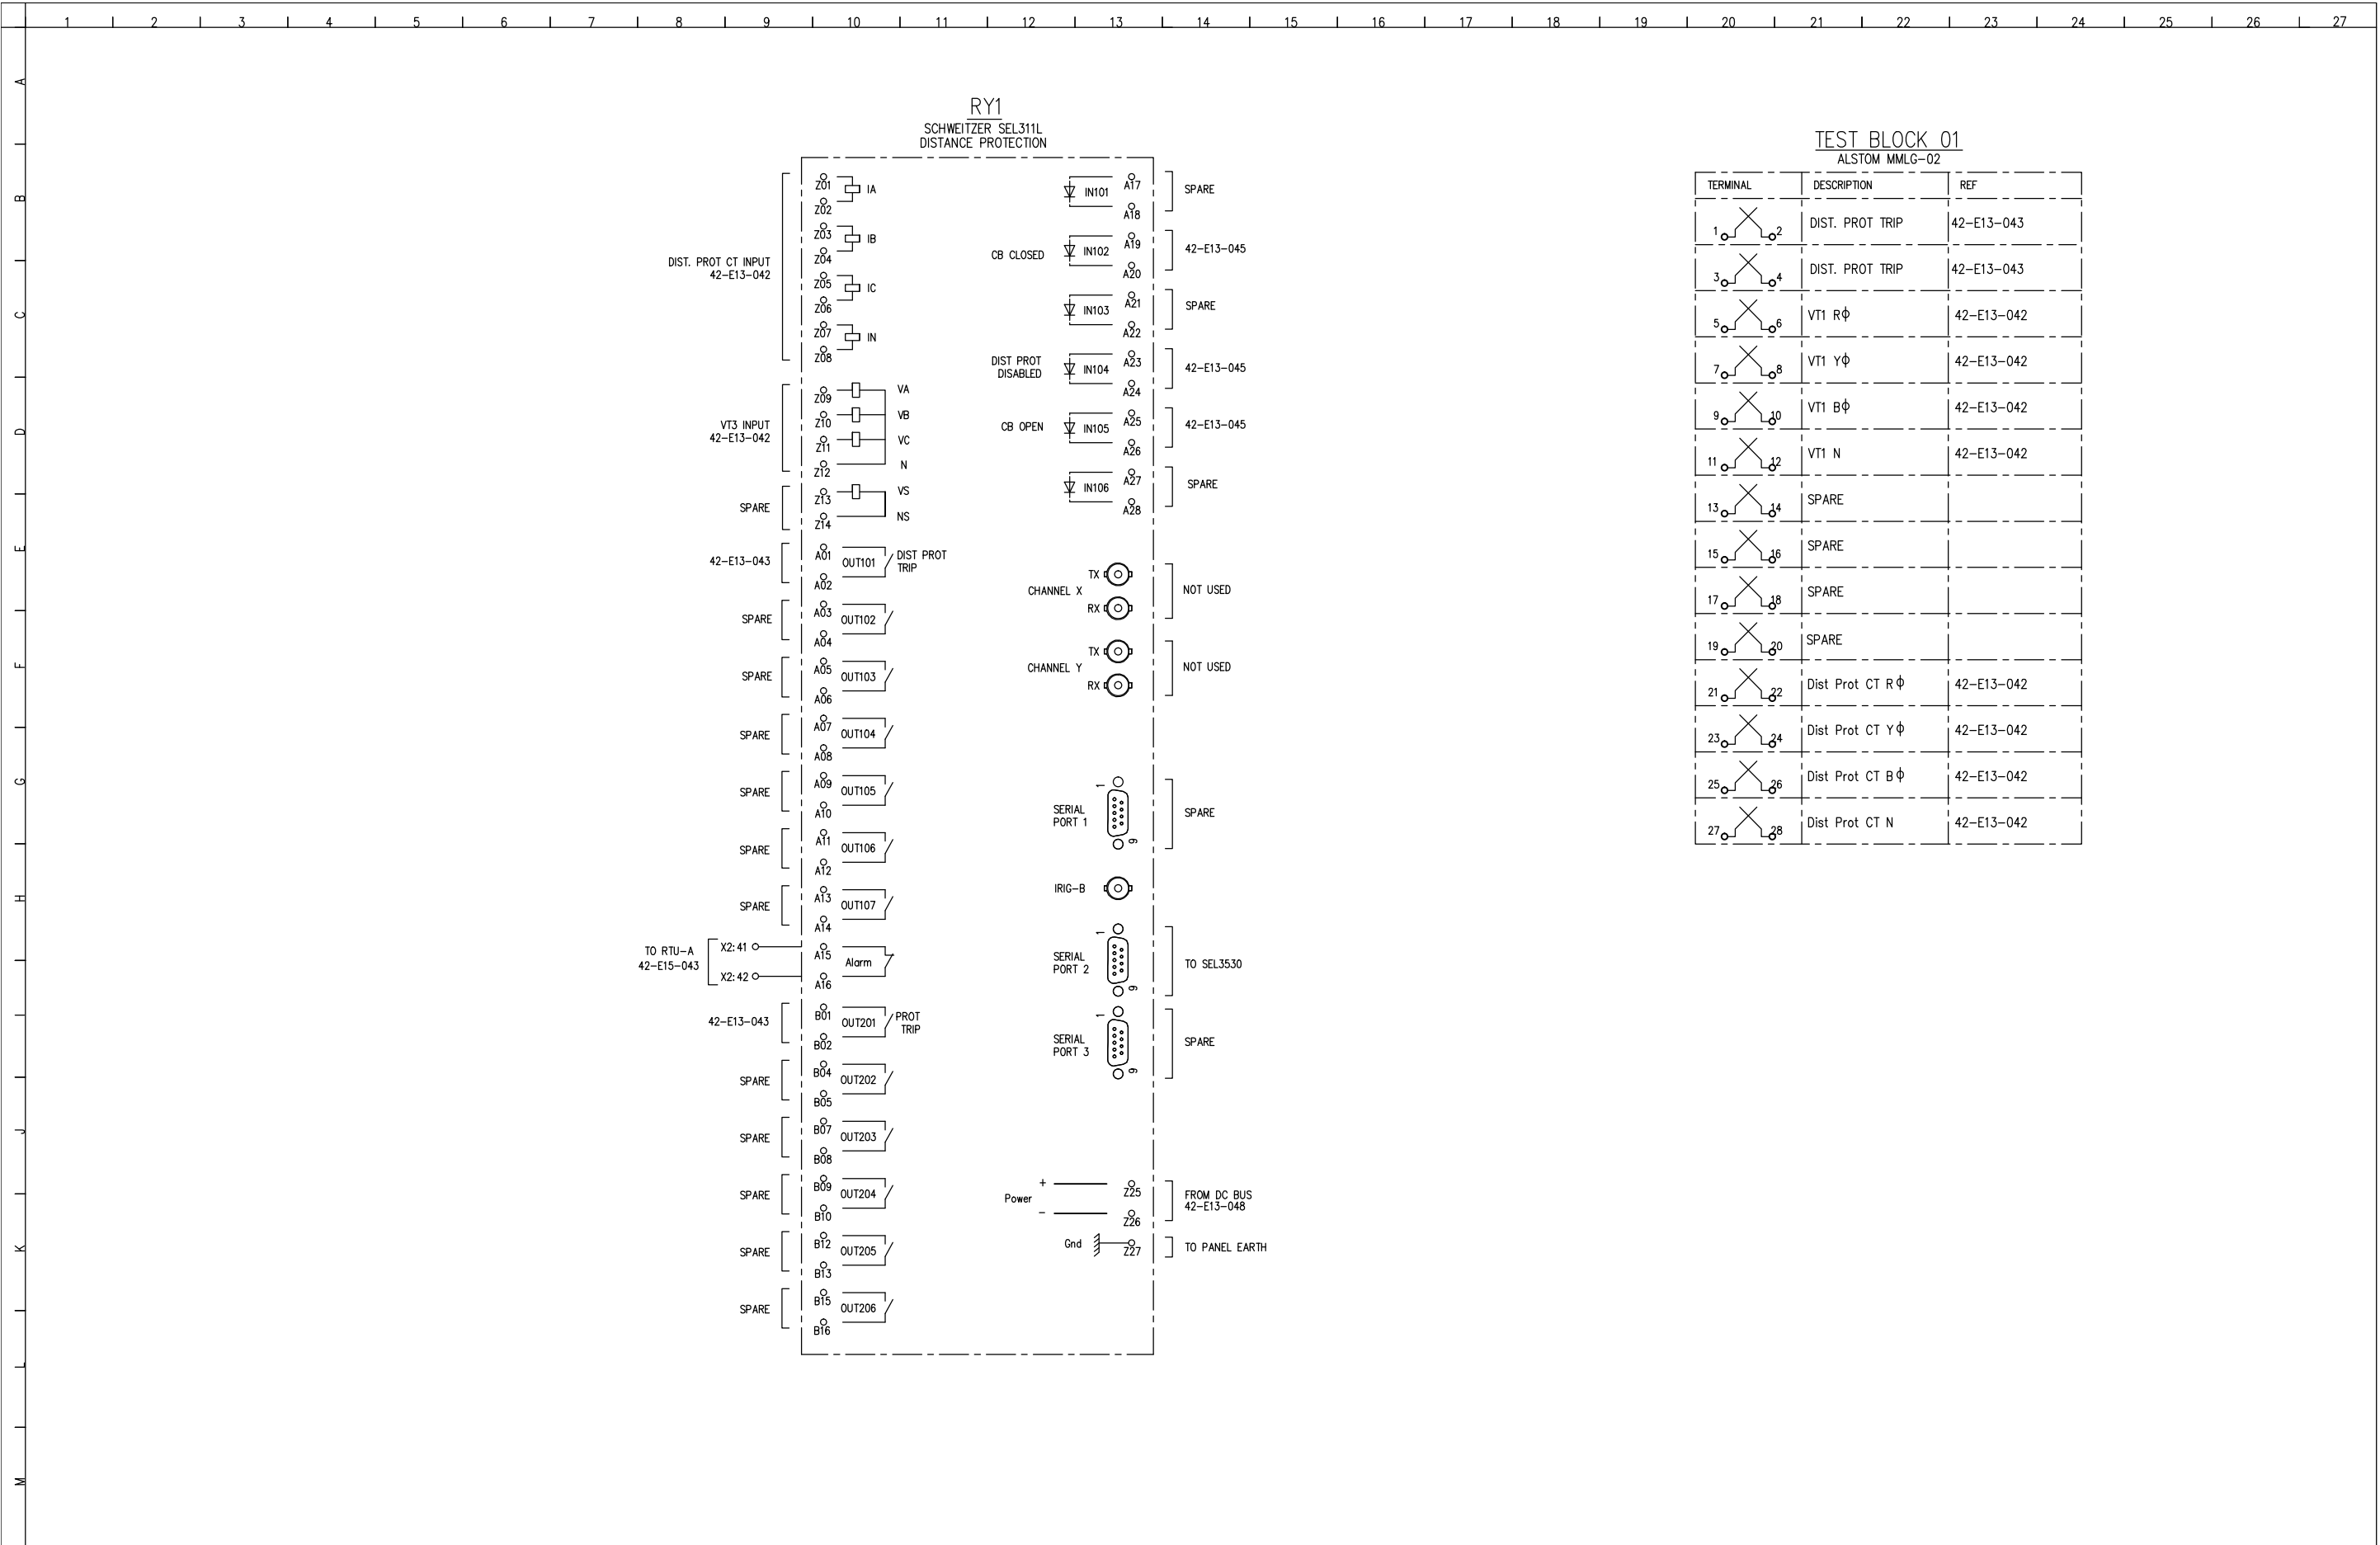 1 2 3 4 5 6 7 8 9 10 11 12 13 14 15 16 17 18 19 20 21 22 23 24 25 26 27
A
B
C
D
E
F
G
H
I
J
K
L
M
RY1
SCHWEITZER SEL311L
DISTANCE PROTECTION
DIST. PROT CT INPUT
42-E13-042
Z01
IA
Z02
Z03
IB
Z04
Z05
IC
Z06
Z07
IN
Z08
VT3 INPUT
42-E13-042
Z09 VA
Z10 VB
Z11 VC
Z12 N
SPARE
Z13 VS
Z14 NS
42-E13-043
A01
OUT101
DIST PROT
TRIP
A02
SPARE
A03
OUT102
A04
SPARE
A05
OUT103
A06
SPARE
A07
OUT104
A08
SPARE
A09
OUT105
A10
SPARE
A11
OUT106
A12
SPARE
A13
OUT107
A14
TO RTU-A
42-E15-043
X2:41
X2:42
A15
Alarm
A16
42-E13-043
B01
OUT201
PROT
TRIP
B02
SPARE
B04
OUT202
B05
SPARE
B07
OUT203
B08
SPARE
B09
OUT204
B10
SPARE
B12
OUT205
B13
SPARE
B15
OUT206
B16
IN101
A17
A18
SPARE
CB CLOSED
IN102
A19
A20
42-E13-045
IN103
A21
A22
SPARE
DIST PROT
DISABLED
IN104
A23
A24
42-E13-045
CB OPEN
IN105
A25
A26
42-E13-045
IN106
A27
A28
SPARE
CHANNEL X
TX
RX
NOT USED
CHANNEL Y
TX
RX
NOT USED
SERIAL
PORT 1
1
9
SPARE
IRIG-B
SERIAL
PORT 2
1
9
TO SEL3530
SERIAL
PORT 3
1
9
SPARE
Power
+
-
Z25
Z26
FROM DC BUS
42-E13-048
Gnd
Z27
TO PANEL EARTH
TEST BLOCK 01
ALSTOM MMLG-02
TERMINAL DESCRIPTION REF
1 2 DIST. PROT TRIP 42-E13-043
3 4 DIST. PROT TRIP 42-E13-043
5 6 VT1 RΦ 42-E13-042
7 8 VT1 YΦ 42-E13-042
9 10 VT1 BΦ 42-E13-042
11 12 VT1 N 42-E13-042
13 14 SPARE
15 16 SPARE
17 18 SPARE
19 20 SPARE
21 22 Dist Prot CT RΦ 42-E13-042
23 24 Dist Prot CT YΦ 42-E13-042
25 26 Dist Prot CT BΦ 42-E13-042
27 28 Dist Prot CT N 42-E13-042